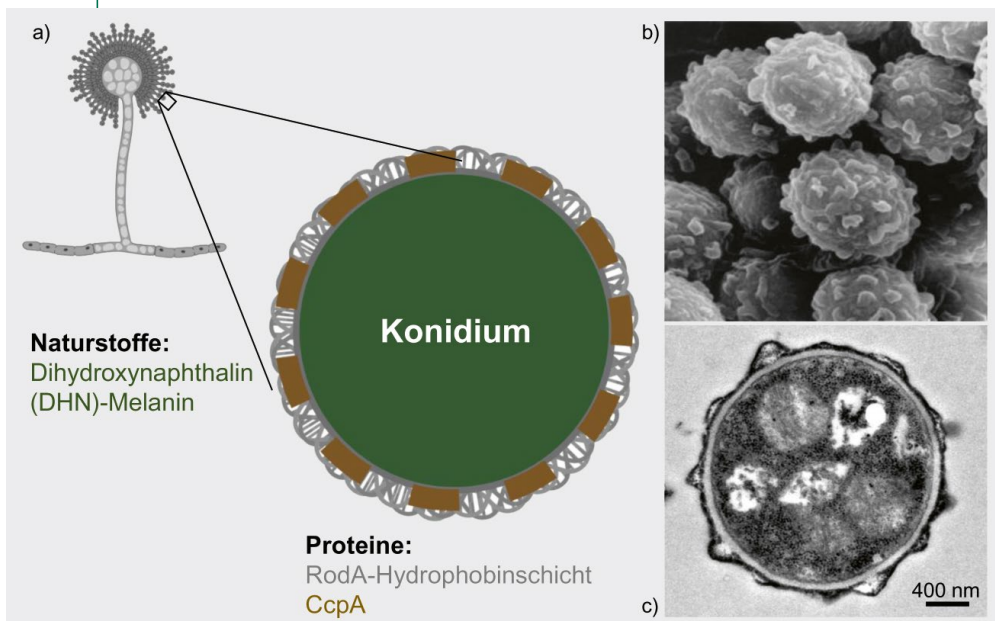 a)
Konidium
Naturstoffe:
Dihydroxynaphthalin
(DHN)-Melanin
Proteine:
RodA-Hydrophobinschicht
CcpA
b)
c)
400 nm